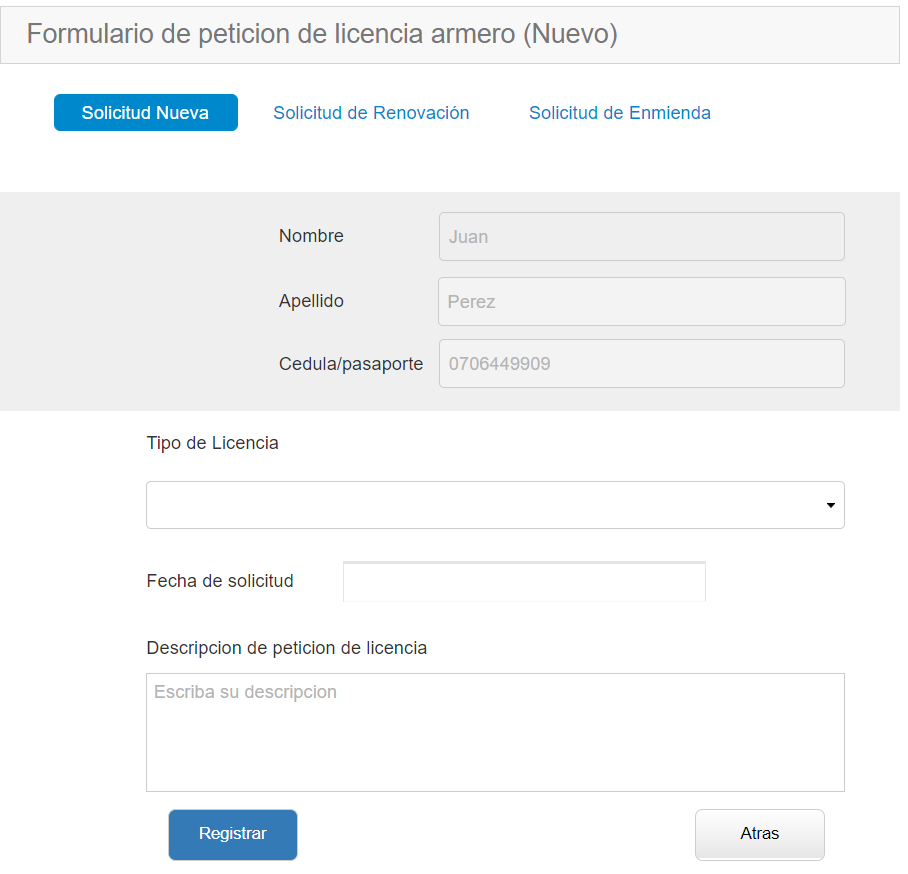 Formulario de peticion de licencia armero (Nuevo)
Solicitud Nueva Solicitud de Renovación Solicitud de Enmienda
Nombre Juan
Apellido Perez
Cedula/pasaporte 0706449909
Tipo de Licencia
Fecha de solicitud
Descripcion de peticion de licencia
Escriba su descripcion
Registrar Atras